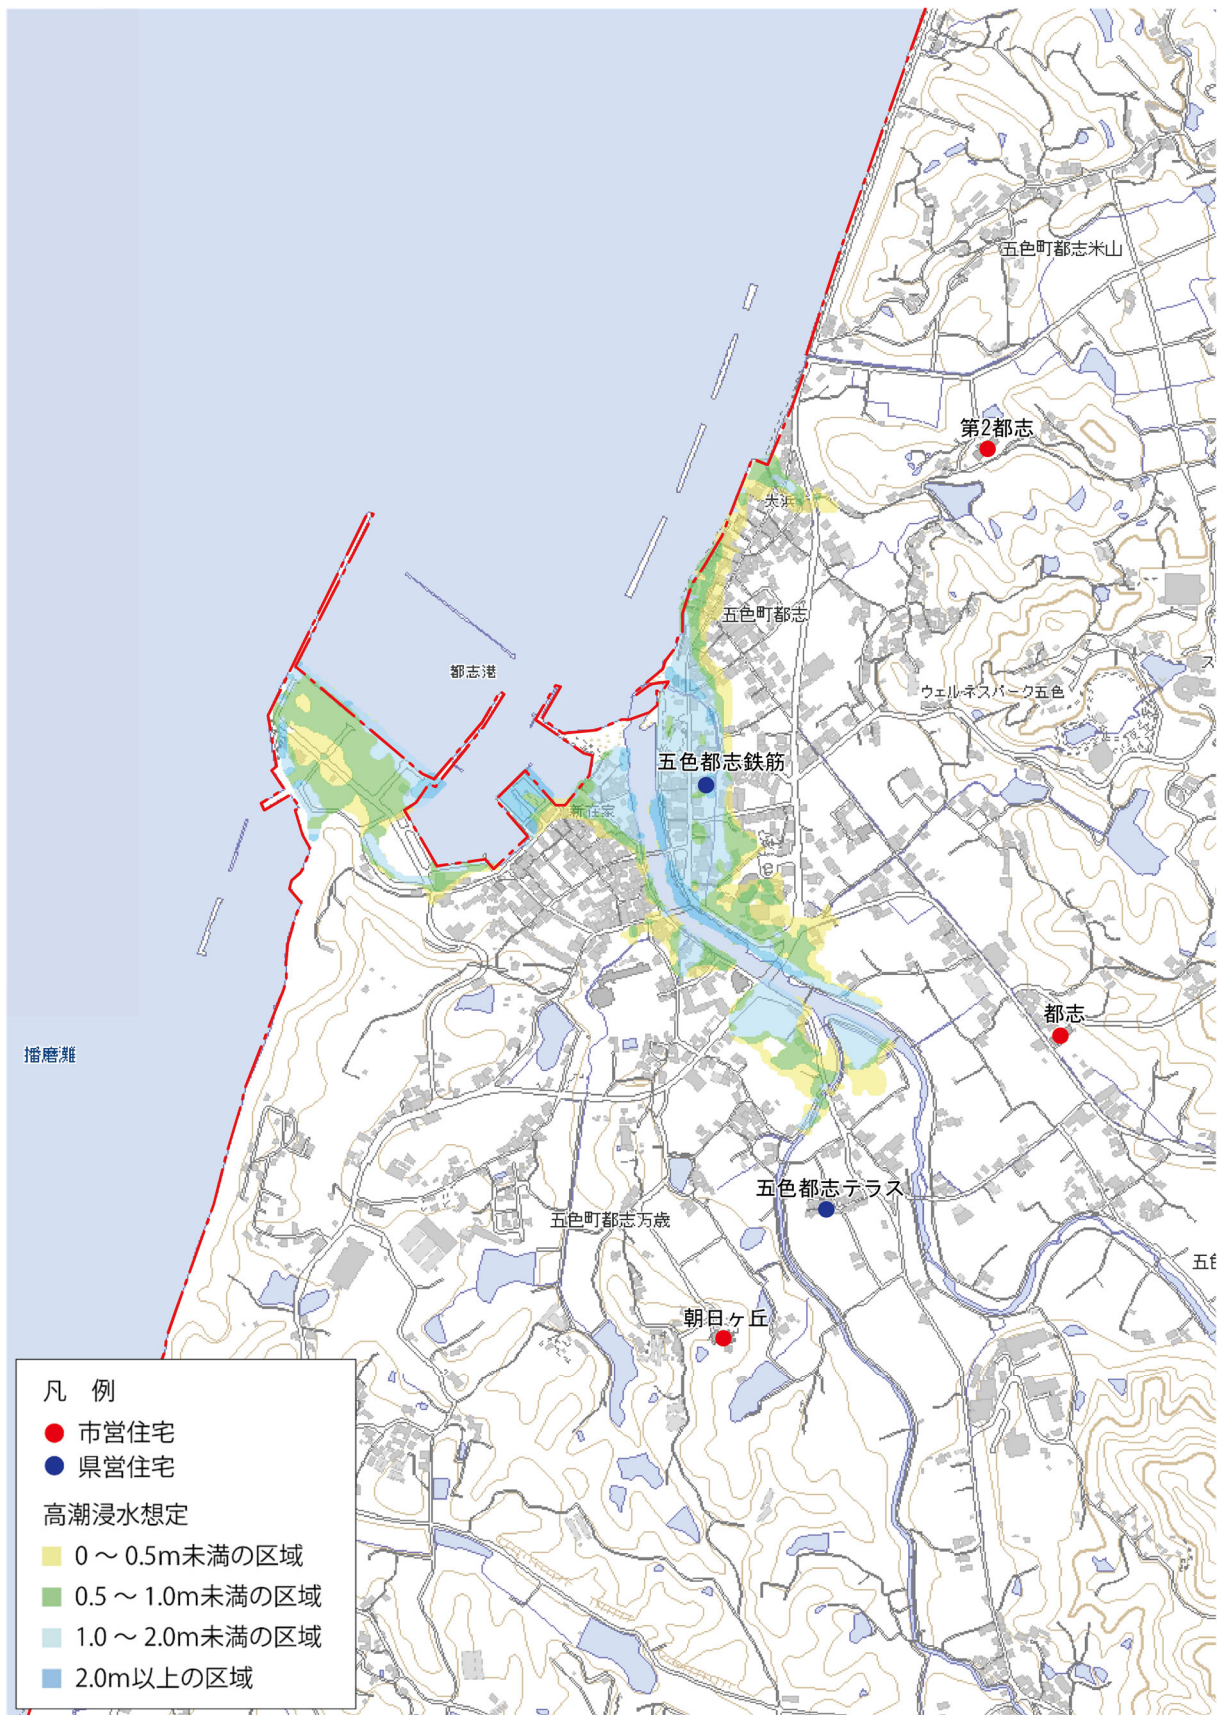 五色町都志米山
第2都志
大浜
五色町都志
都志港
ウェルネスパーク五色
ス
五色都志鉄筋
新在家
都志
播磨灘
五色都志テラス
五色町都志万歳
五色
朝日ヶ丘
凡 例
市営住宅
県営住宅
高潮浸水想定
0 ～ 0.5m未満の区域
0.5 ～ 1.0m未満の区域
1.0 ～ 2.0m未満の区域
2.0m以上の区域